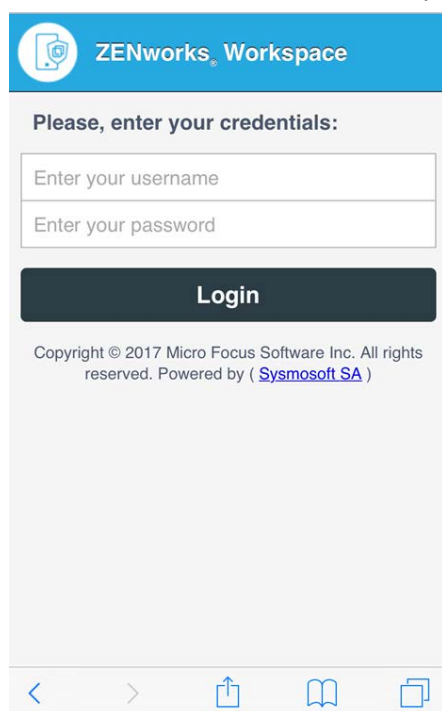 ZENworks® Workspace
Please, enter your credentials:
Enter your username
Enter your password
Login
Copyright © 2017 Micro Focus Software Inc. All rights
reserved. Powered by ( Sysmosoft SA )